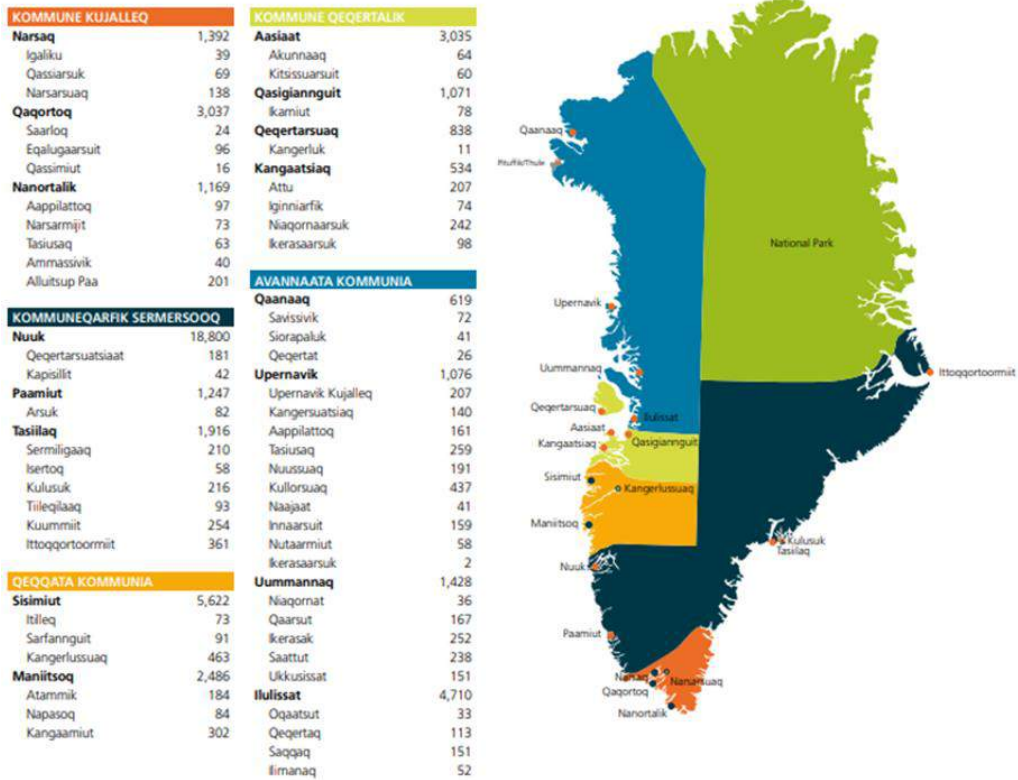 KOMMUNE KUJALLEQ
Narsaq 1,392
Igaliku 39
Qassiarsuk 69
Narsarsuaq 138
Qaqortoq 3,037
Saarloq 24
Eqalugaarsuit 96
Qassimiut 16
Nanortalik 1,169
Aappilattoq 97
Narsarmijit 73
Tasiusaq 63
Ammassivik 40
Alluitsup Paa 201
KOMMUNEQARFIK SERMERSOOQ
Nuuk 18,800
Qeqertarsuatsiaat 181
Kapisillit 42
Paamiut 1,247
Arsuk 82
Tasiilaq 1,916
Sermiligaaq 210
Isertoq 58
Kulusuk 216
Tiileqilaaq 93
Kuummiit 254
Ittoqqortoormiit 361
QEQQATA KOMMUNIA
Sisimiut 5,622
Itilleq 73
Sarfannguit 91
Kangerlussuaq 463
Maniitsoq 2,486
Atammik 184
Napasoq 84
Kangaamiut 302
KOMMUNE QEQERTALIK
Aasiaat 3,035
Akunnaaq 64
Kitsissuarsuit 60
Qasigiannguit 1,071
Ikamiut 78
Qeqertarsuaq 838
Kangerluk 11
Kangaatsiaq 534
Attu 207
Iginniarfik 74
Niaqornaarsuk 242
Ikerasaarsuk 98
AVANNAATA KOMMUNIA
Qaanaaq 619
Savissivik 72
Siorapaluk 41
Qeqertat 26
Upernavik 1,076
Upernavik Kujalleq 207
Kangersuatsiaq 140
Aappilattoq 161
Tasiusaq 259
Nuussuaq 191
Kullorsuaq 437
Naajaat 41
Innaarsuit 159
Nutaarmiut 58
Ikerasaarsuk 2
Uummannaq 1,428
Niaqornat 36
Qaarsut 167
Ikerasak 252
Saattut 238
Ukkusissat 151
Ilulissat 4,710
Oqaatsut 33
Qeqertaq 113
Saqqaq 151
Ilimanaq 52
Qaanaaq
Pituffik/Thule
National Park
Upernavik
Uummannaq
Ittoqqortoormiit
Qeqertarsuaq
Ilulissat
Aasiaat
Qasigiannguit
Kangaatsiaq
Sisimiut
Kangerlussuaq
Maniitsoq
Kulusuk
Tasiilaq
Nuuk
Paamiut
Narsaq
Narsarsuaq
Qaqortoq
Nanortalik